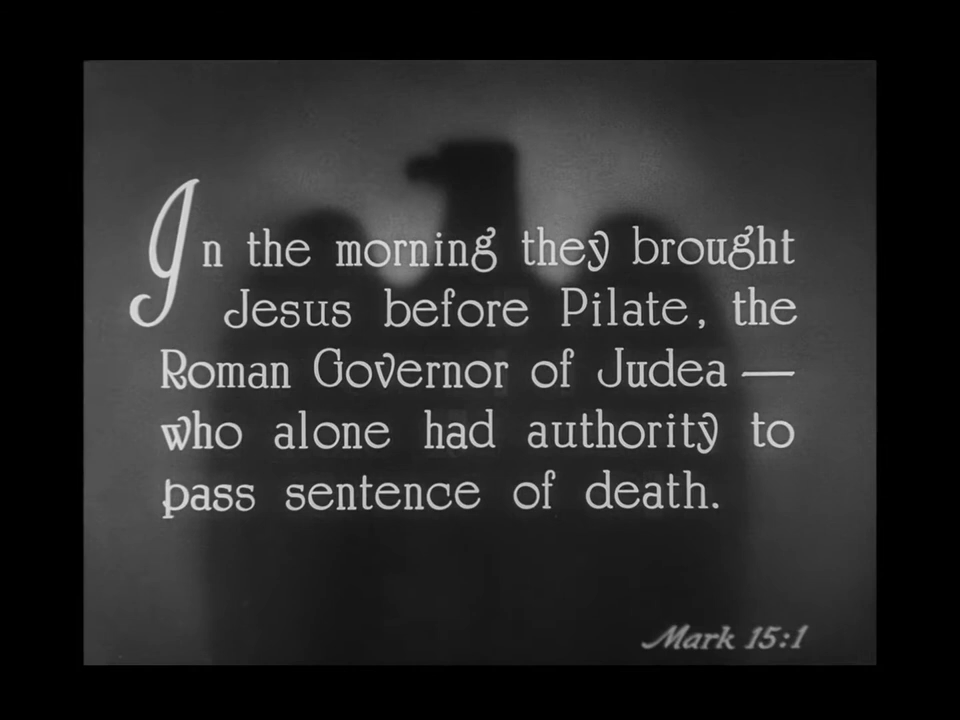 In the morning they brought
Jesus before Pilate, the
Roman Governor of Judea —
who alone had authority to
pass sentence of death.
Mark 15:1